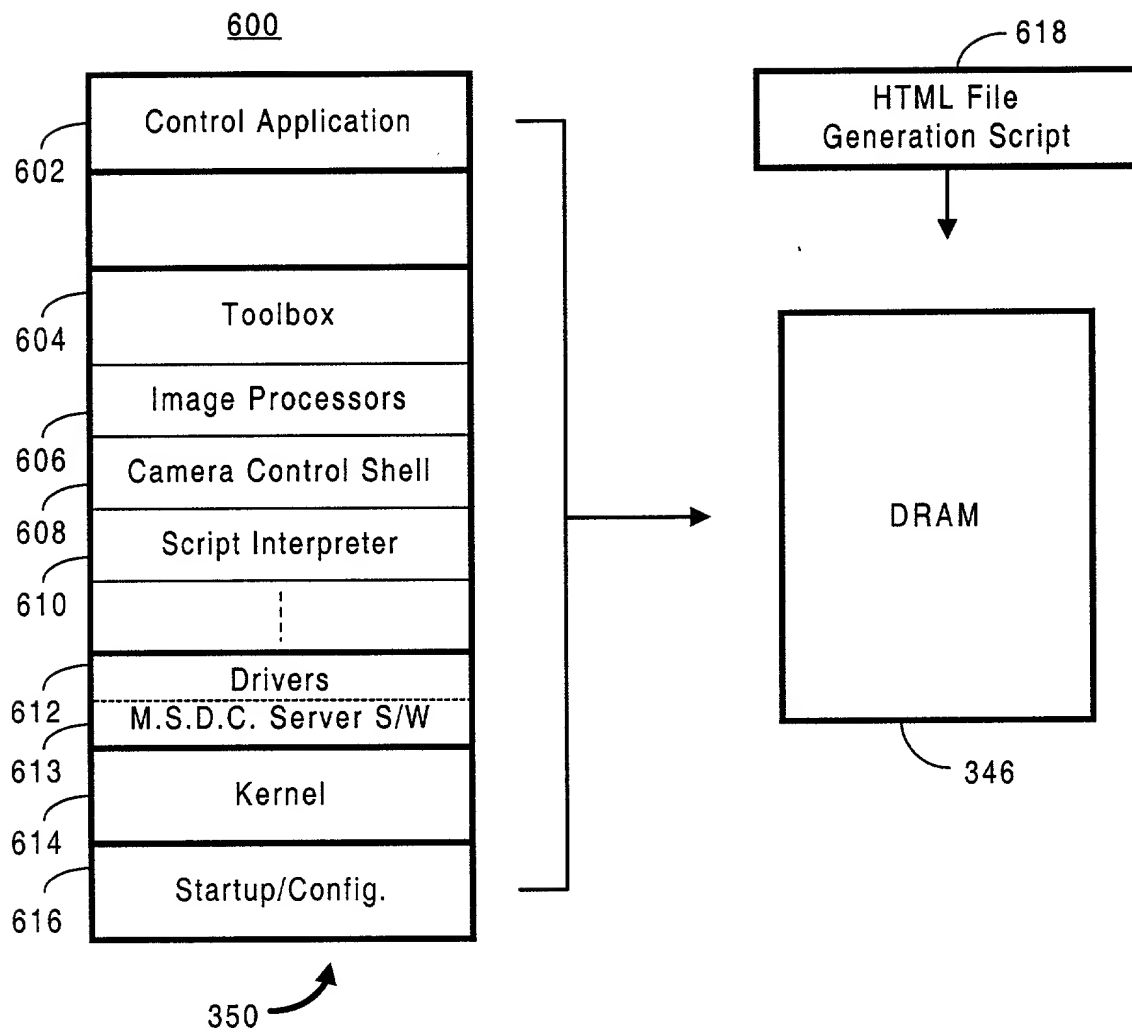 600
Control Application
602
Toolbox
604
Image Processors
606
Camera Control Shell
608
Script Interpreter
610
Drivers
612
M.S.D.C. Server S/W
613
Kernel
614
Startup/Config.
616
350
618
HTML File
Generation Script
DRAM
346